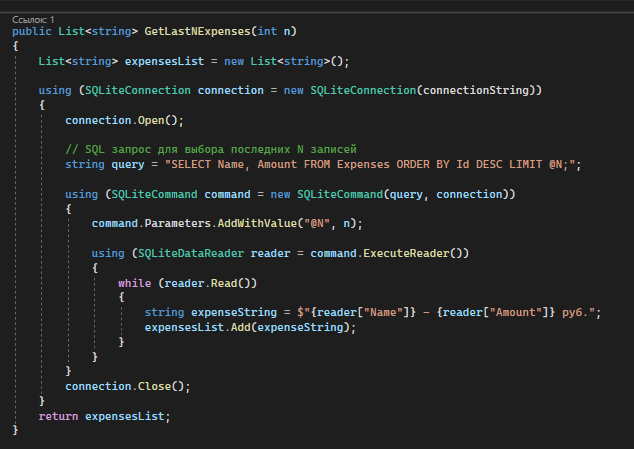 Ссылок: 1
public List<string> GetLastNExpenses(int n)
{
List<string> expensesList = new List<string>();
using (SQLiteConnection connection = new SQLiteConnection(connectionString))
{
connection.Open();
// SQL запрос для выбора последних N записей
string query = "SELECT Name, Amount FROM Expenses ORDER BY Id DESC LIMIT @N;";
using (SQLiteCommand command = new SQLiteCommand(query, connection))
{
command.Parameters.AddWithValue("@N", n);
using (SQLiteDataReader reader = command.ExecuteReader())
{
while (reader.Read())
{
string expenseString = $"{reader["Name"]} – {reader["Amount"]} руб.";
expensesList.Add(expenseString);
}
}
}
connection.Close();
}
return expensesList;
}